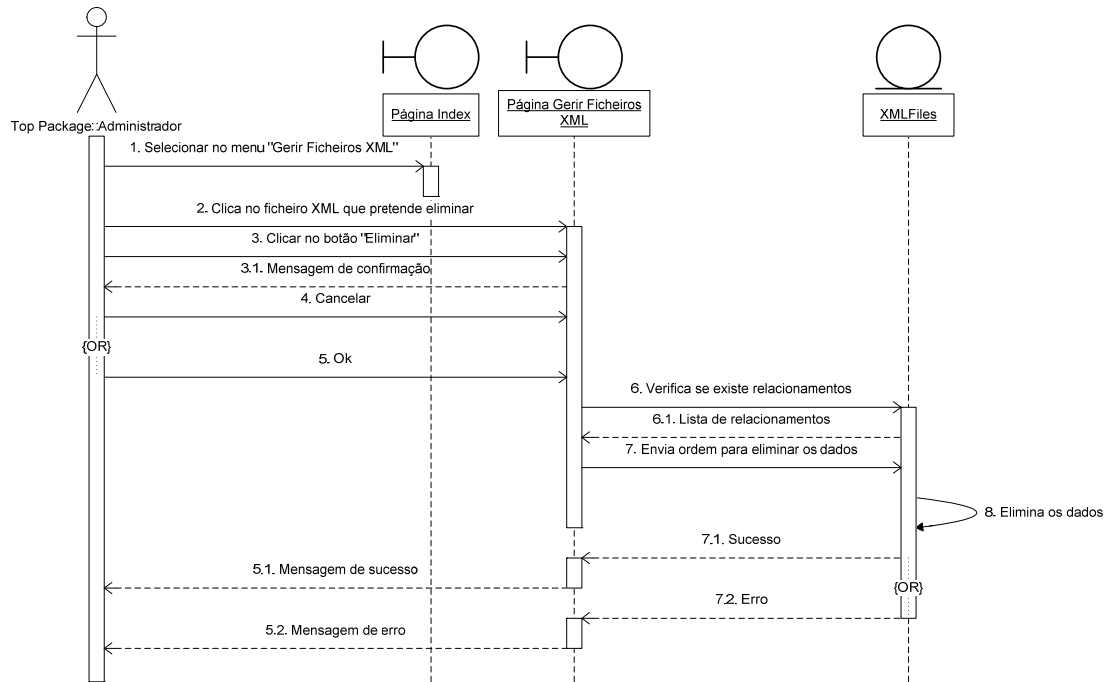 Top Package::Administrador
Página Index
Página Gerir Ficheiros
XML
XMLFiles
1. Selecionar no menu "Gerir Ficheiros XML"
2. Clica no ficheiro XML que pretende eliminar
3. Clicar no botão "Eliminar"
3.1. Mensagem de confirmação
4. Cancelar
{OR}
5. Ok
6. Verifica se existe relacionamentos
6.1. Lista de relacionamentos
7. Envia ordem para eliminar os dados
8. Elimina os dados
7.1. Sucesso
5.1. Mensagem de sucesso
{OR}
7.2. Erro
5.2. Mensagem de erro